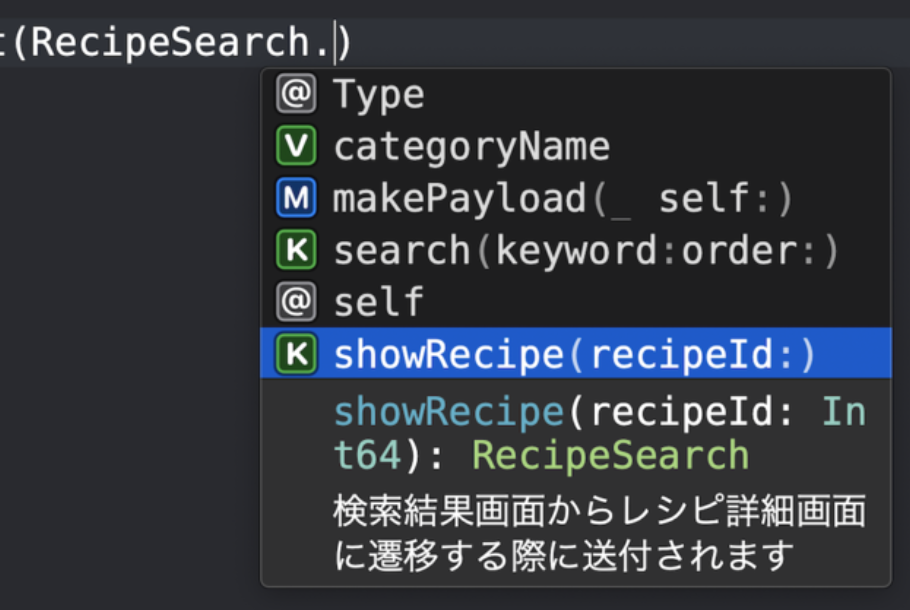 t(RecipeSearch.)
@ Type
V categoryName
M makePayload(_ self:)
K search(keyword:order:)
@ self
K showRecipe(recipeId:)
showRecipe(recipeId: In
t64): RecipeSearch
検索結果画面からレシピ詳細画面
に遷移する際に送付されます